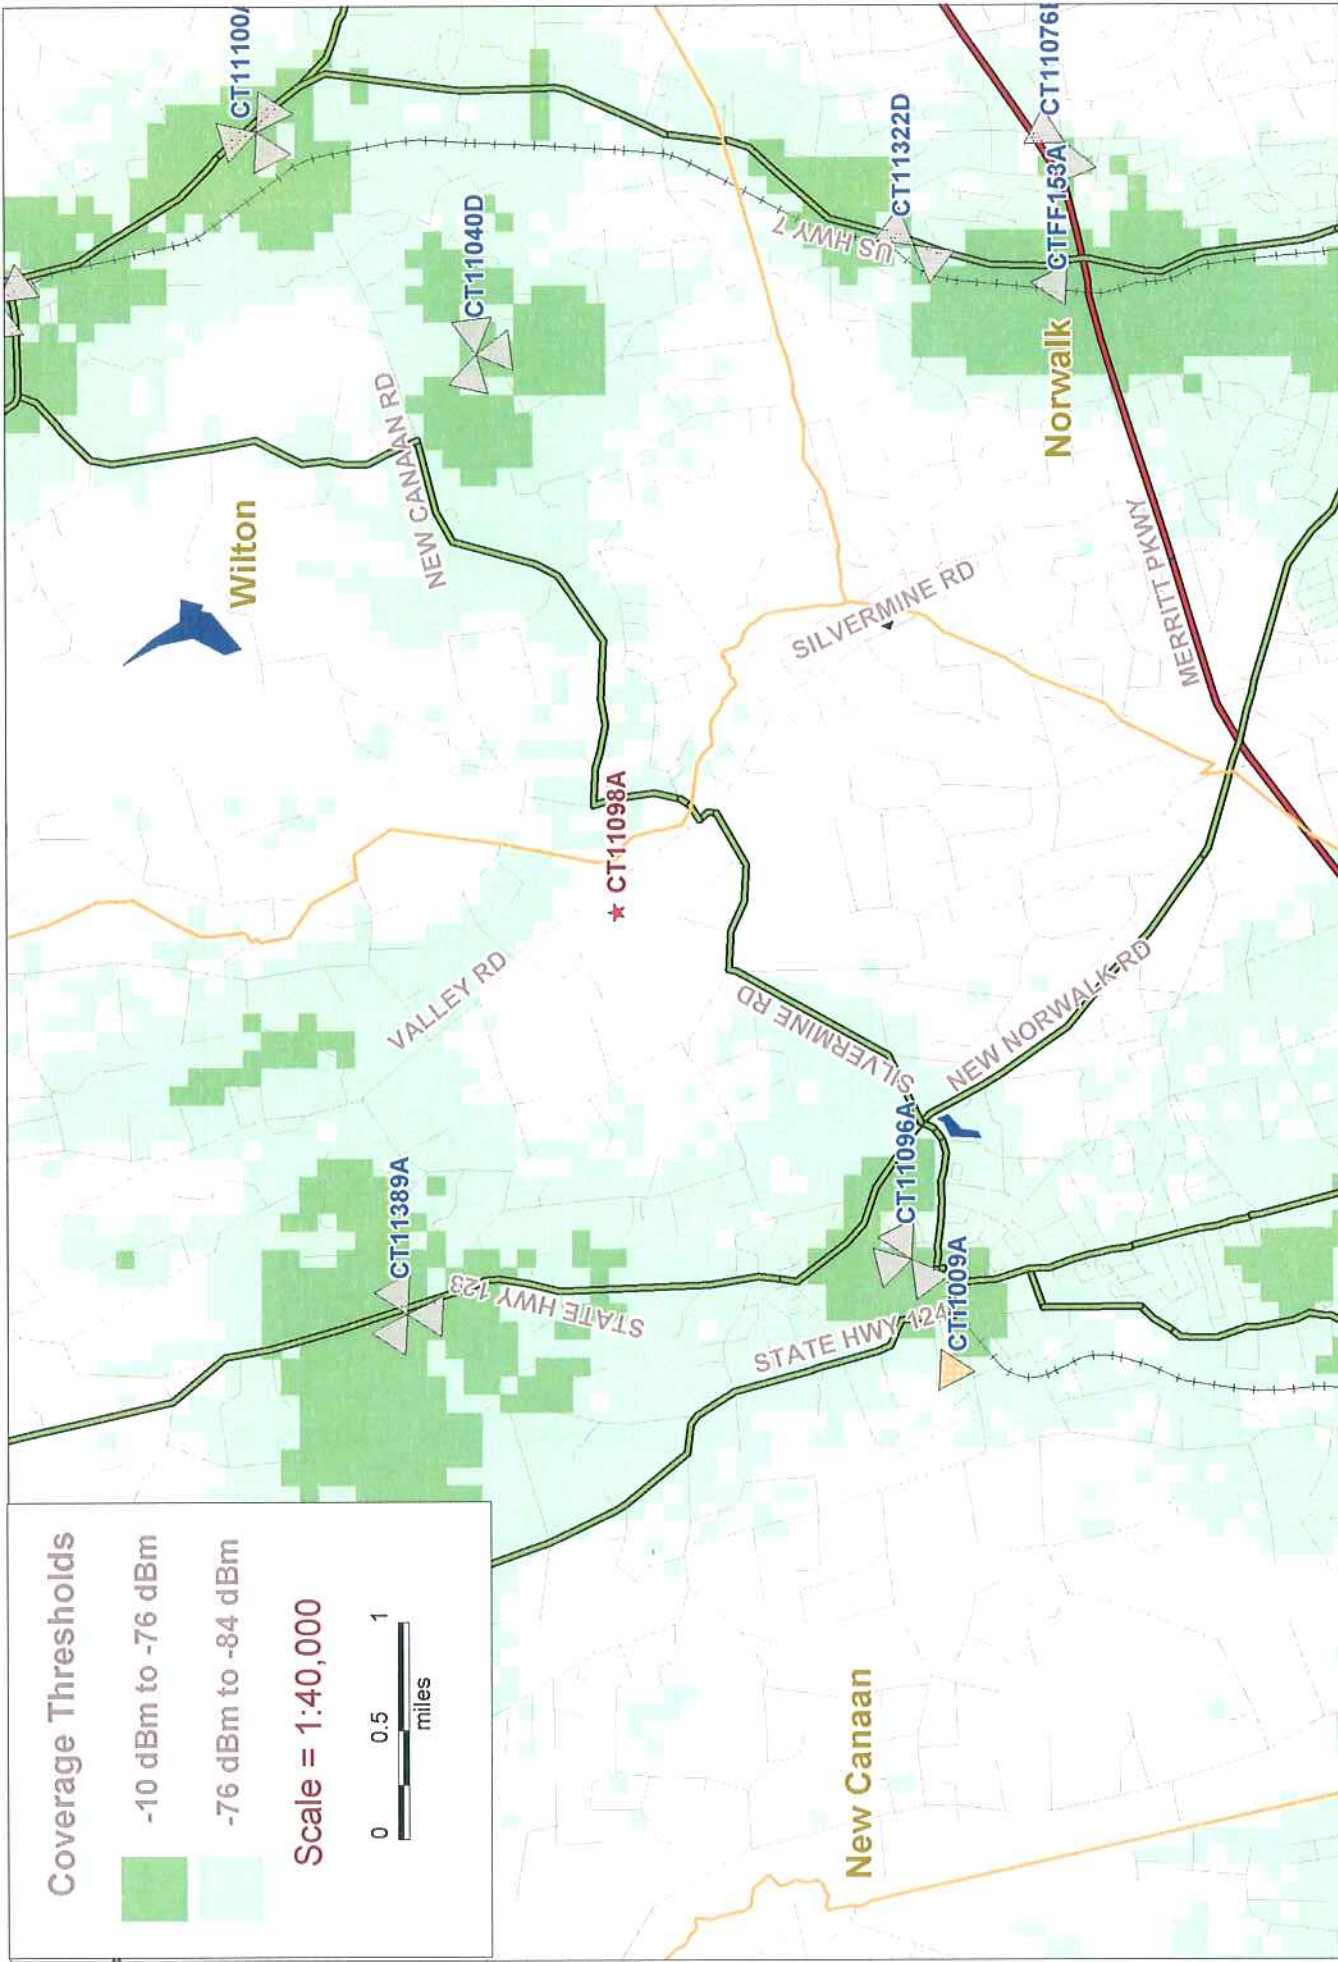 Coverage Thresholds
-10 dBm to -76 dBm
-76 dBm to -84 dBm
Scale = 1:40,000
0 0.5 1
miles
CT11389A
STATE HWY 123
VALLEY RD
Wilton
NEW CANAAN RD
CT11040D
CT11100A
CT11098A
STATE HWY 124
CT11096A
CT11009A
SILVERMINE RD
NEW NORWALK RD
SILVERMINE RD
US HWY 7
CT11322D
New Canaan
MERRITT PKWY
Norwalk
CTFF153A